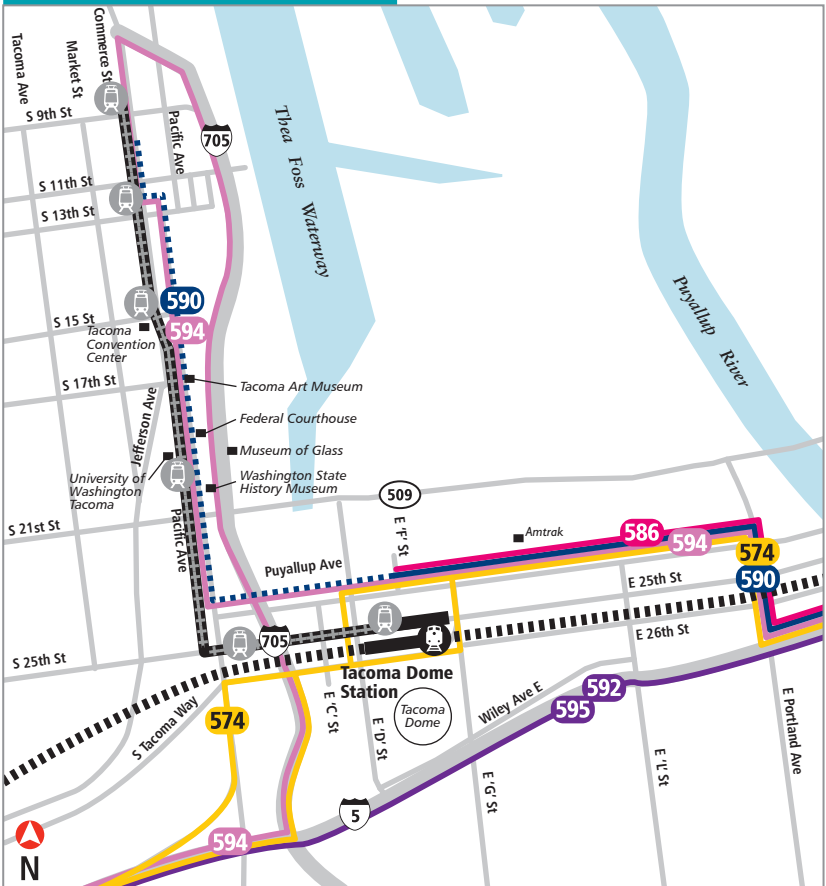 Commerce St
Tacoma Ave
Market St
S 9th St
Pacific Ave
705
Thea Foss Waterway
S 11th St
S 13th St
590
594
Puyallup River
S 15 St
Tacoma
Convention
Center
S 17th St
Tacoma Art Museum
Jefferson Ave
Federal Courthouse
Museum of Glass
University of
Washington
Tacoma
Washington State
History Museum
509
S 21st St
Pacific Ave
E 'F' St
Amtrak
586
594
574
590
Puyallup Ave
E 25th St
E 26th St
705
S 25th St
Tacoma Dome
Station
Tacoma
Dome
574
S Tacoma Way
E 'C' St
E 'D' St
Wiley Ave E
592
595
E Portland Ave
E 'G' St
E 'L' St
5
594
N